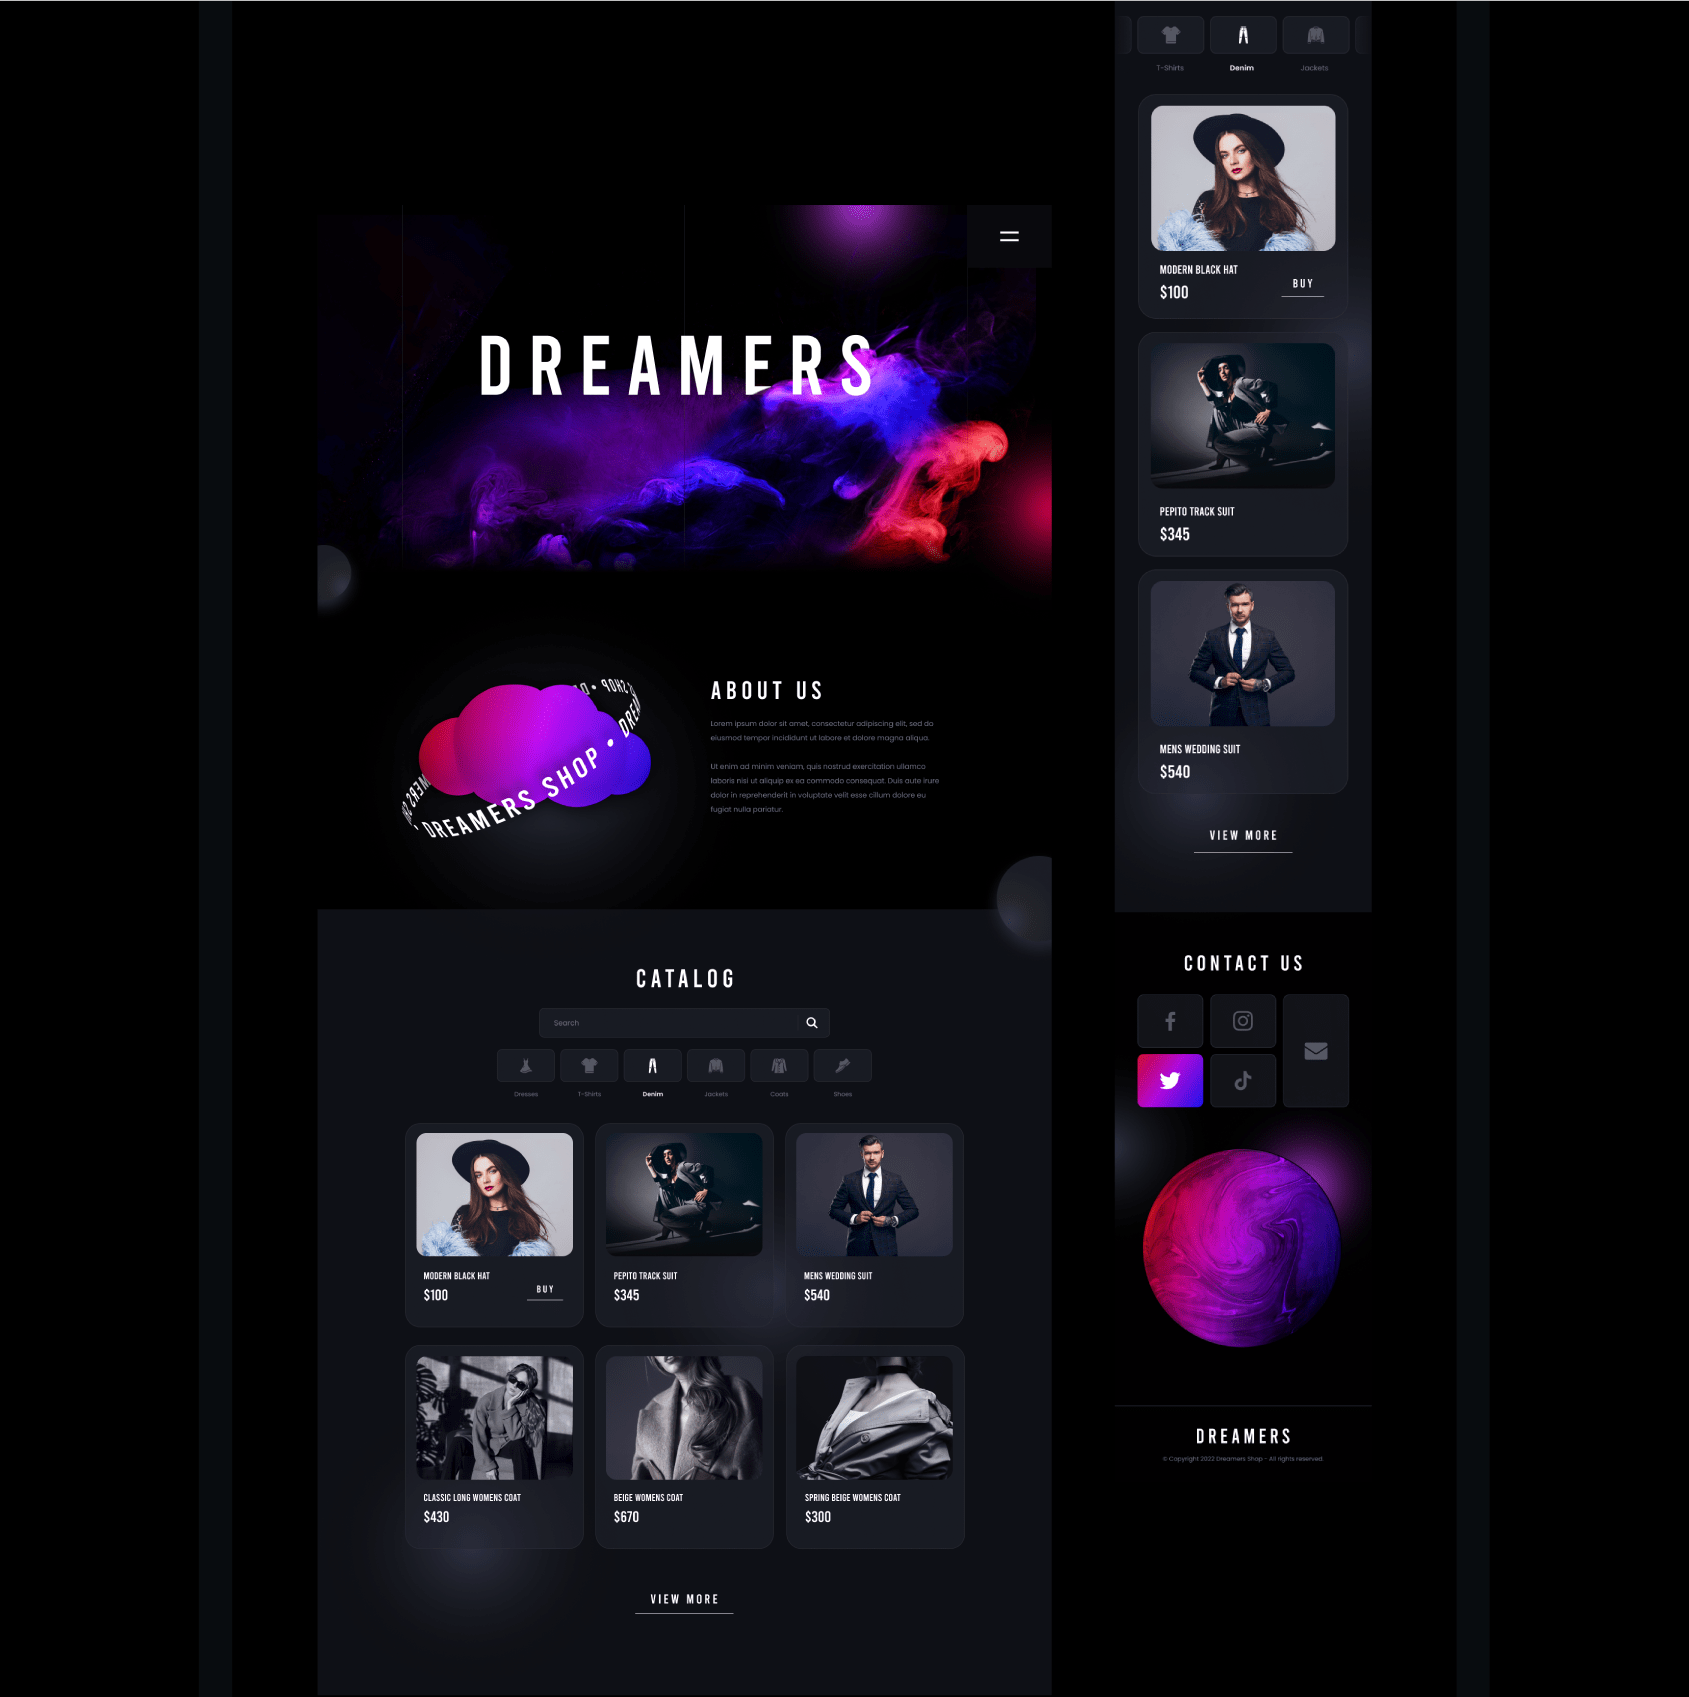 DREAMERS
SHOP • D
DREAM
DREAMERS SHOP •
ABOUT US
Lorem ipsum dolor sit amet, consectetur adipiscing elit, sed do
eiusmod tempor incididunt ut labore et dolore magna aliqua.
Ut enim ad minim veniam, quis nostrud exercitation ullamco
laboris nisi ut aliquip ex ea commodo consequat. Duis aute irure
dolor in reprehenderit in voluptate velit esse cillum dolore eu
fugiat nulla pariatur.
CATALOG
Search
Dresses
T-Shirts
Denim
Jackets
Coats
Shoes
MODERN BLACK HAT
$100
BUY
PEPITO TRACK SUIT
$345
MENS WEDDING SUIT
$540
CLASSIC LONG WOMENS COAT
$430
BEIGE WOMENS COAT
$670
SPRING BEIGE WOMENS COAT
$300
VIEW MORE
T-Shirts
Denim
Jackets
MODERN BLACK HAT
$100
BUY
PEPITO TRACK SUIT
$345
MENS WEDDING SUIT
$540
VIEW MORE
CONTACT US
DREAMERS
© Copyright 2022 Dreamers Shop - All rights reserved